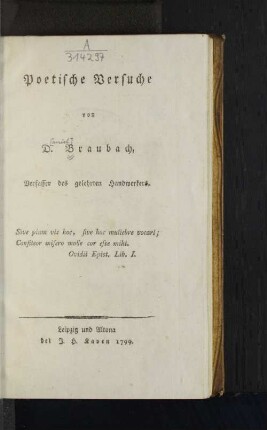 A
314297
Poetische Versuche
von
D. Braubach,
Verfasser des gelehrten Handwerkers.
Sive pium vis hoc, sive hoc muliebre vocari;
Confiteor misero molle cor esse mihi.
Ovidii Epist. Lib. I.
Leipzig und Altona
bei J. H. Kaven 1799.